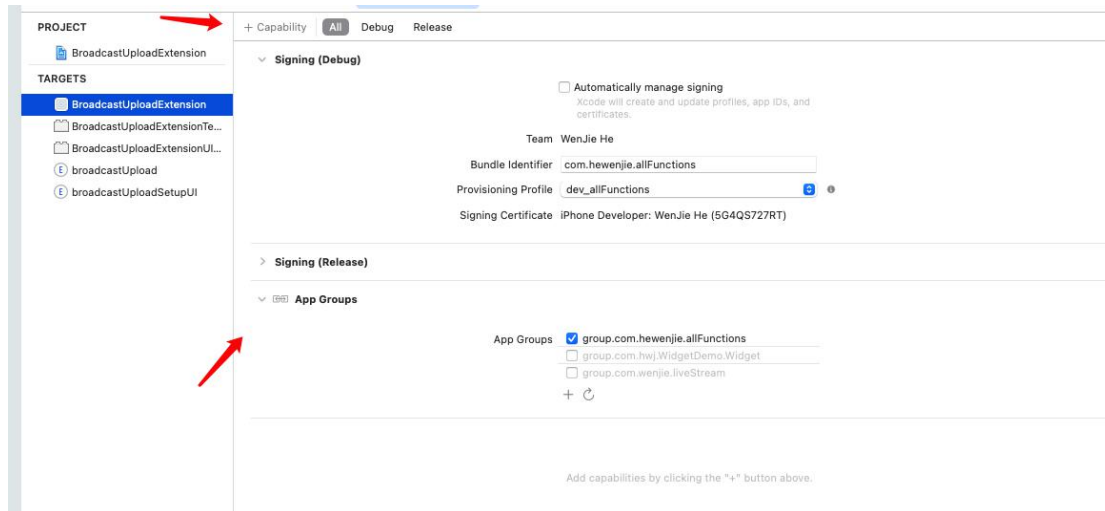 PROJECT
BroadcastUploadExtension
TARGETS
BroadcastUploadExtension
BroadcastUploadExtensionTe...
BroadcastUploadExtensionUI...
broadcastUpload
broadcastUploadSetupUI
+ Capability All Debug Release
Signing (Debug)
Automatically manage signing
Xcode will create and update profiles, app IDs, and
certificates.
Team WenJie He
Bundle Identifier com.hewenjie.allFunctions
Provisioning Profile dev_allFunctions
Signing Certificate iPhone Developer: WenJie He (5G4QS727RT)
Signing (Release)
App Groups
App Groups group.com.hewenjie.allFunctions
group.com.hwj.WidgetDemo.Widget
group.com.wenjie.liveStream
Add capabilities by clicking the "+" button above.